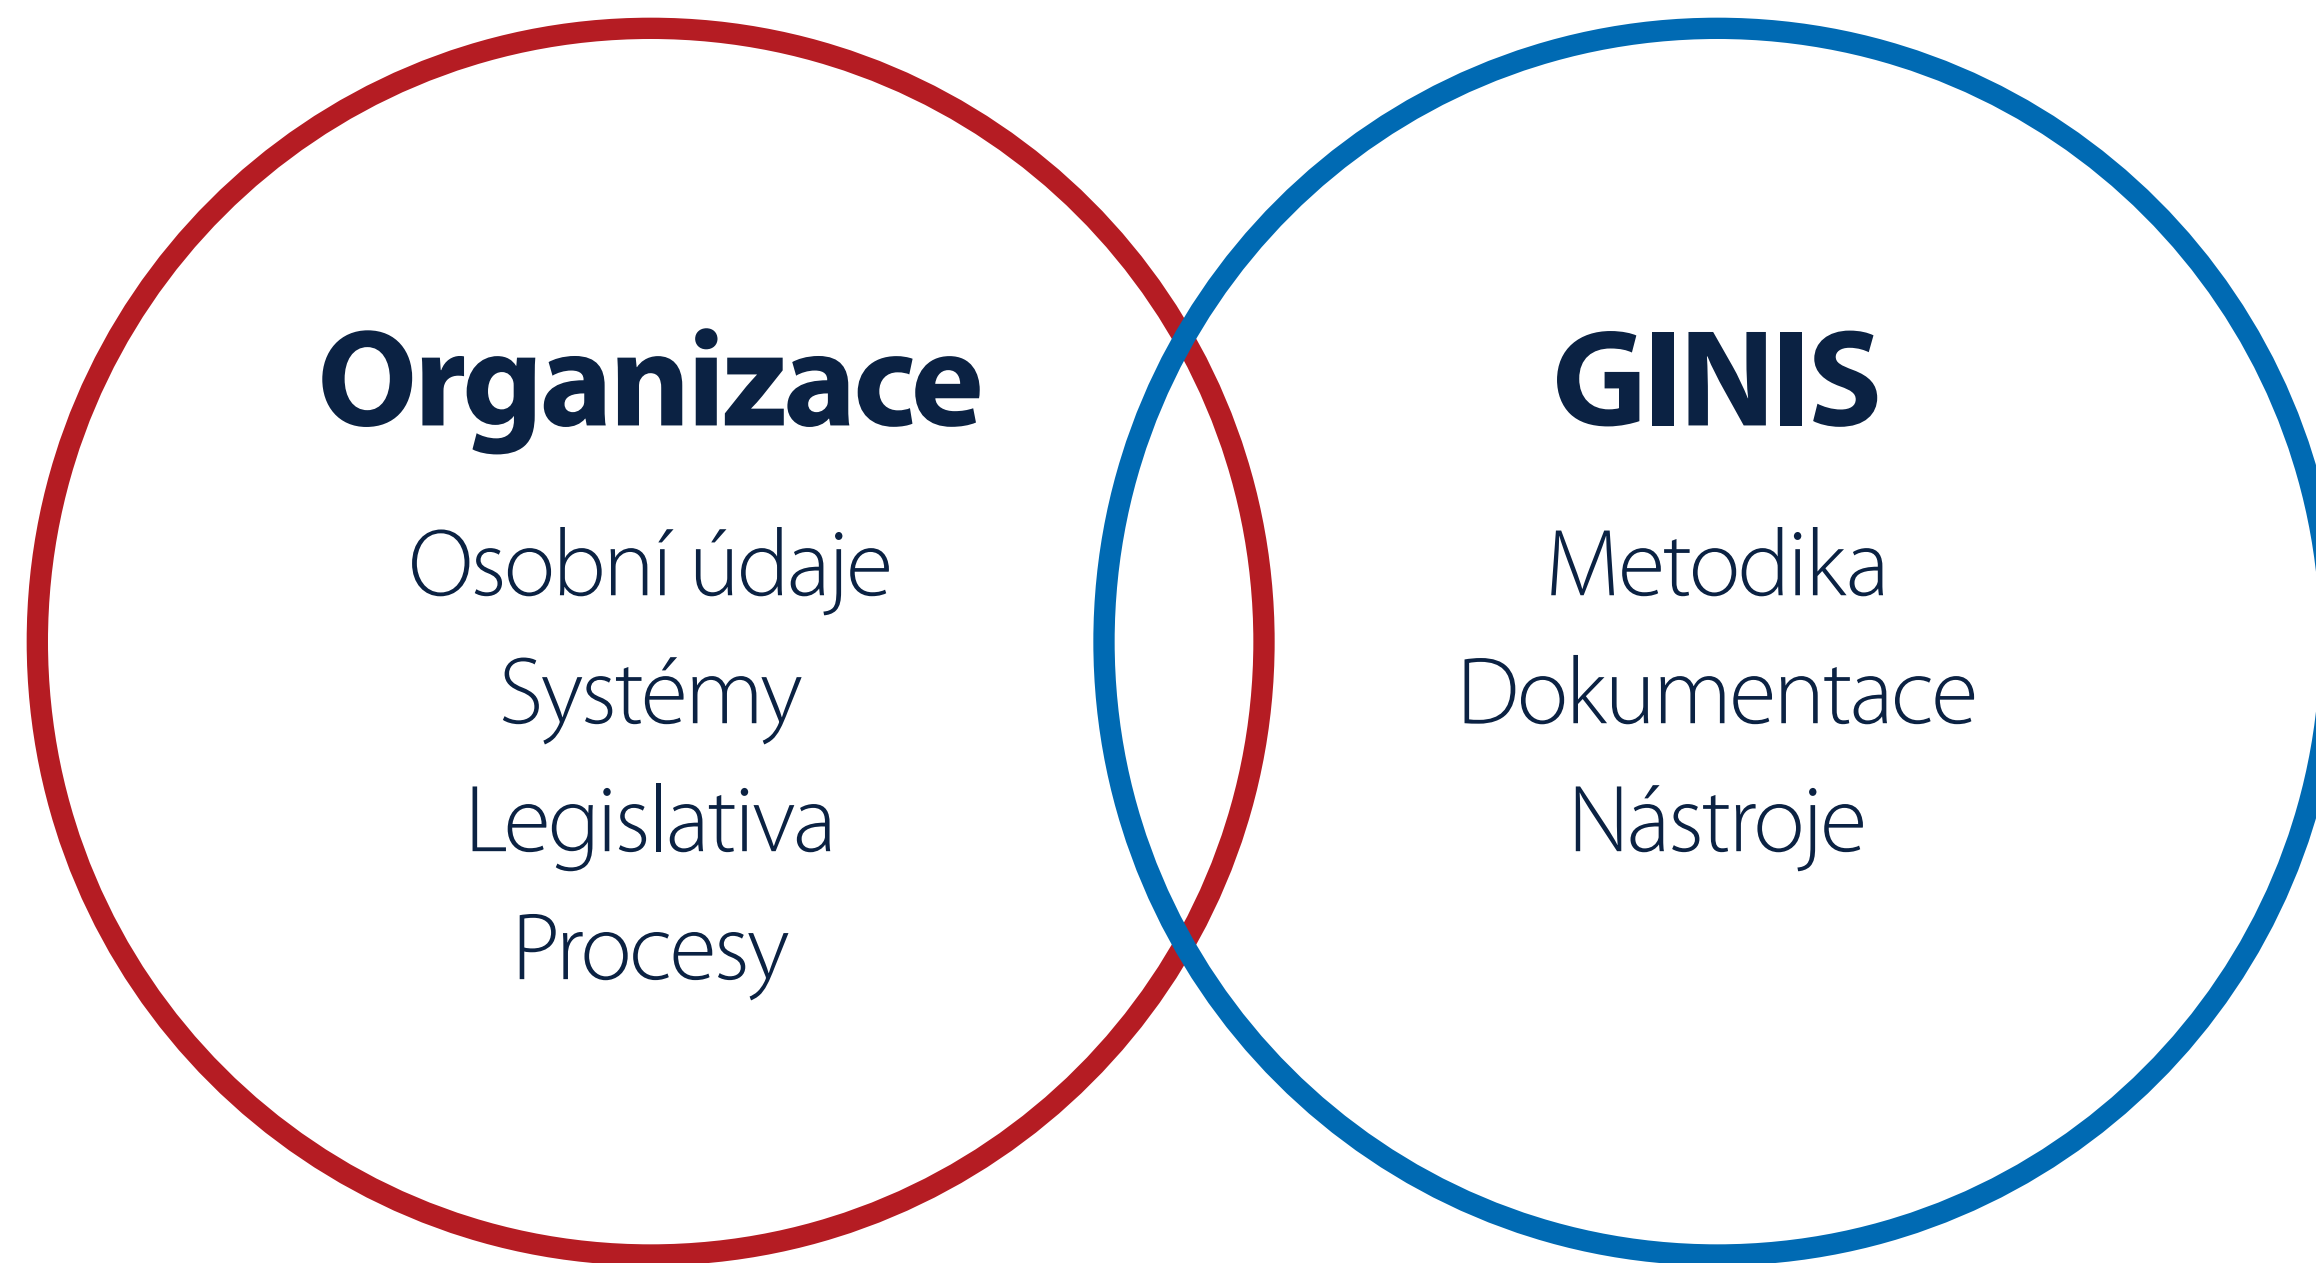 Organizace
Osobní údaje
Systémy
Legislativa
Procesy
GINIS
Metodika
Dokumentace
Nástroje